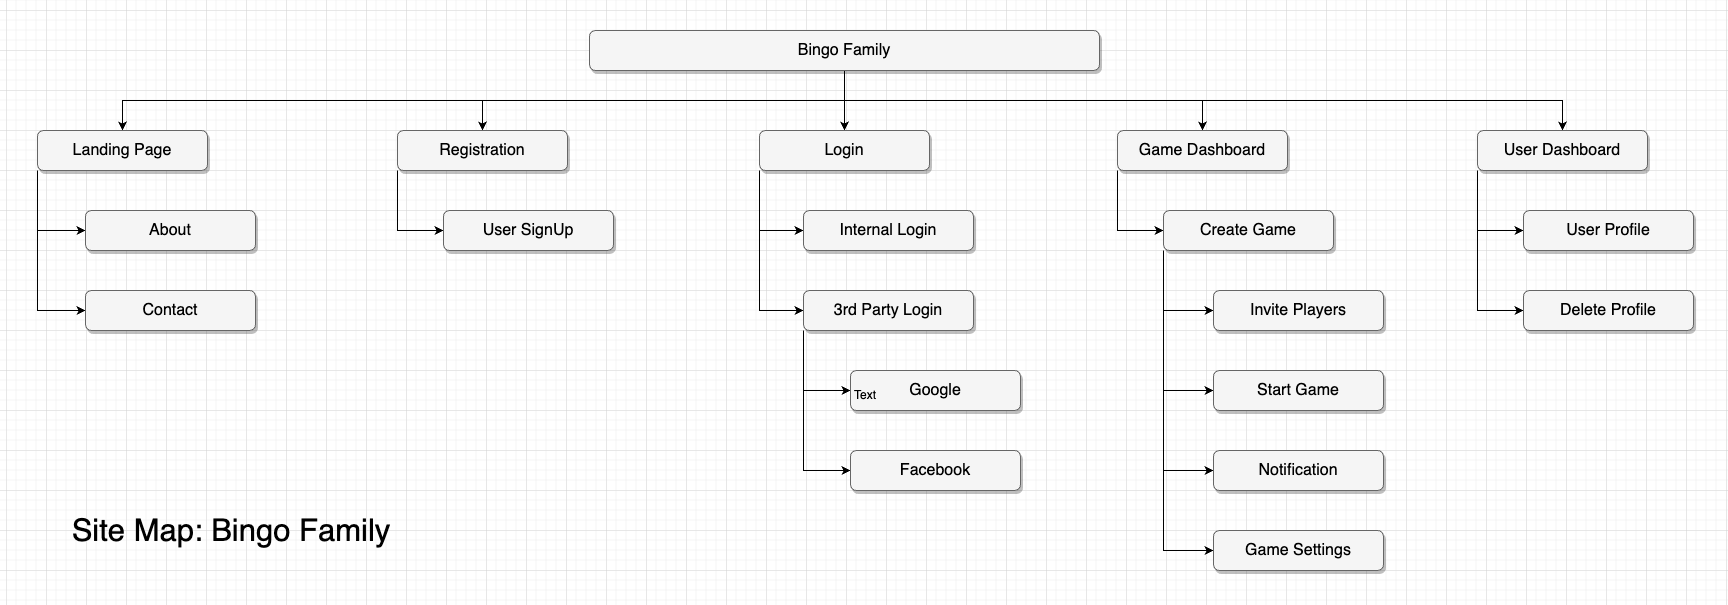 Bingo Family
Landing Page
Registration
Login
Game Dashboard
User Dashboard
About
User SignUp
Internal Login
Create Game
User Profile
Contact
3rd Party Login
Invite Players
Delete Profile
Text
Google
Start Game
Facebook
Notification
Site Map: Bingo Family
Game Settings